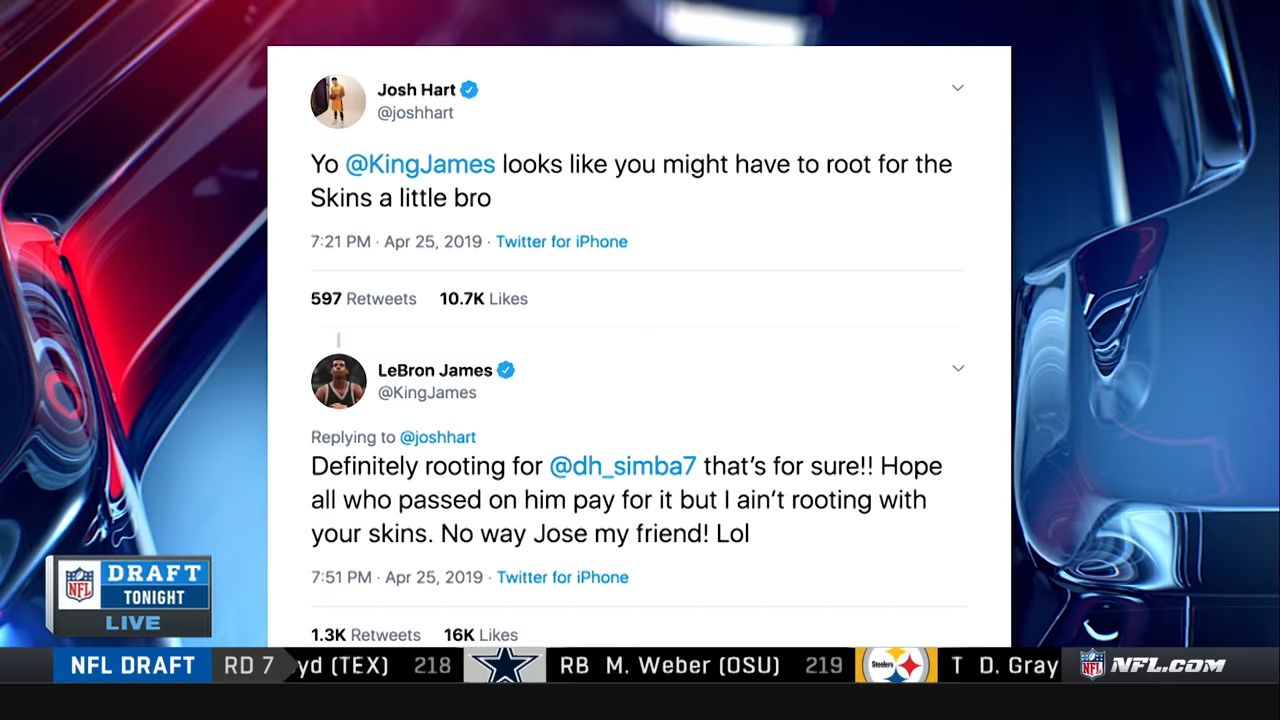 Josh Hart
@joshhart
Yo @KingJames looks like you might have to root for the
Skins a little bro
7:21 PM · Apr 25, 2019 · Twitter for iPhone
597 Retweets 10.7K Likes
LeBron James
@KingJames
Replying to @joshhart
Definitely rooting for @dh_simba7 that's for sure!! Hope
all who passed on him pay for it but I ain't rooting with
your skins. No way Jose my friend! Lol
7:51 PM · Apr 25, 2019 · Twitter for iPhone
1.3K Retweets 16K Likes
NFL DRAFT
TONIGHT
LIVE
NFL DRAFT RD 7 yd (TEX) 218 RB M. Weber (OSU) 219 Steelers T D. Gray NFL NFL.COM